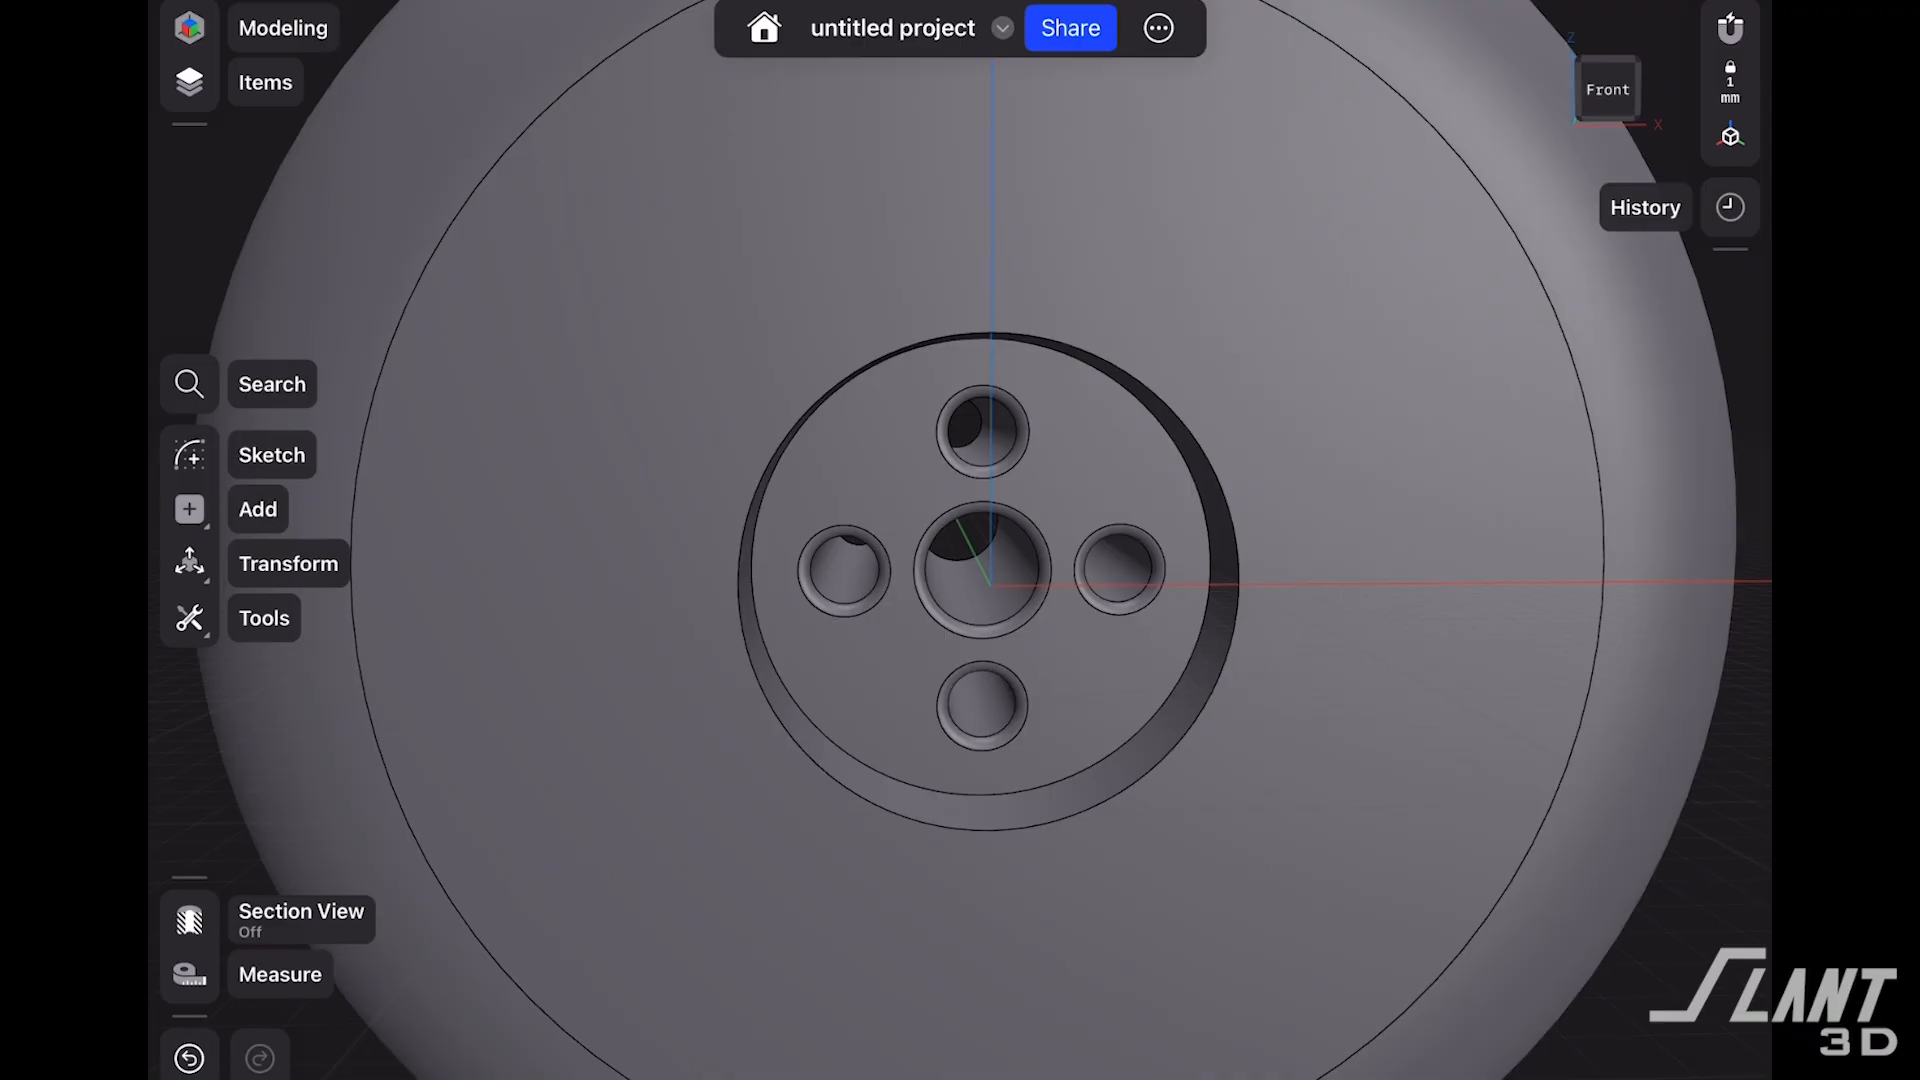 Modeling
Items
untitled project
Share
Z
Front
X
1
mm
History
Search
Sketch
Add
Transform
Tools
Section View
Off
Measure
SLANT
3D